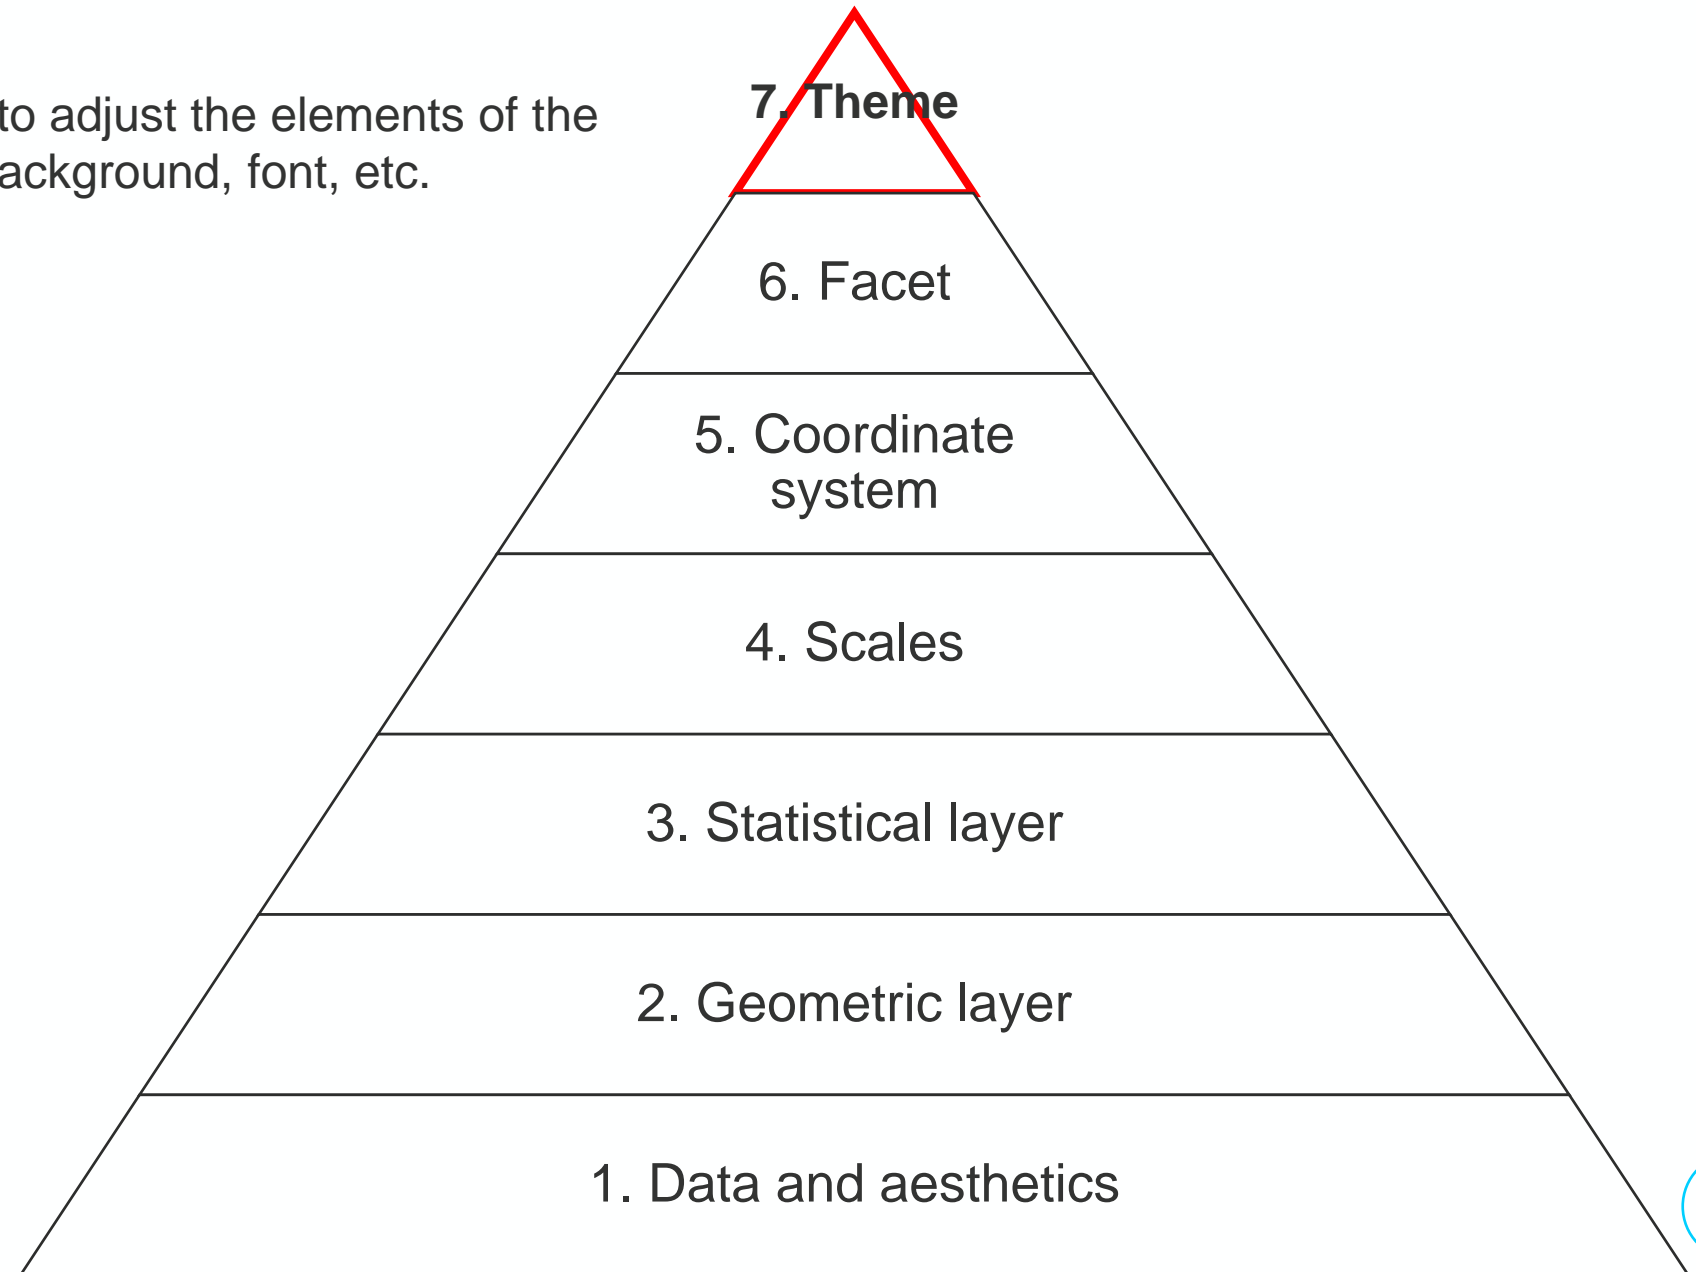 to adjust the elements of the
ackground, font, etc.
7. Theme
6. Facet
5. Coordinate
system
4. Scales
3. Statistical layer
2. Geometric layer
1. Data and aesthetics